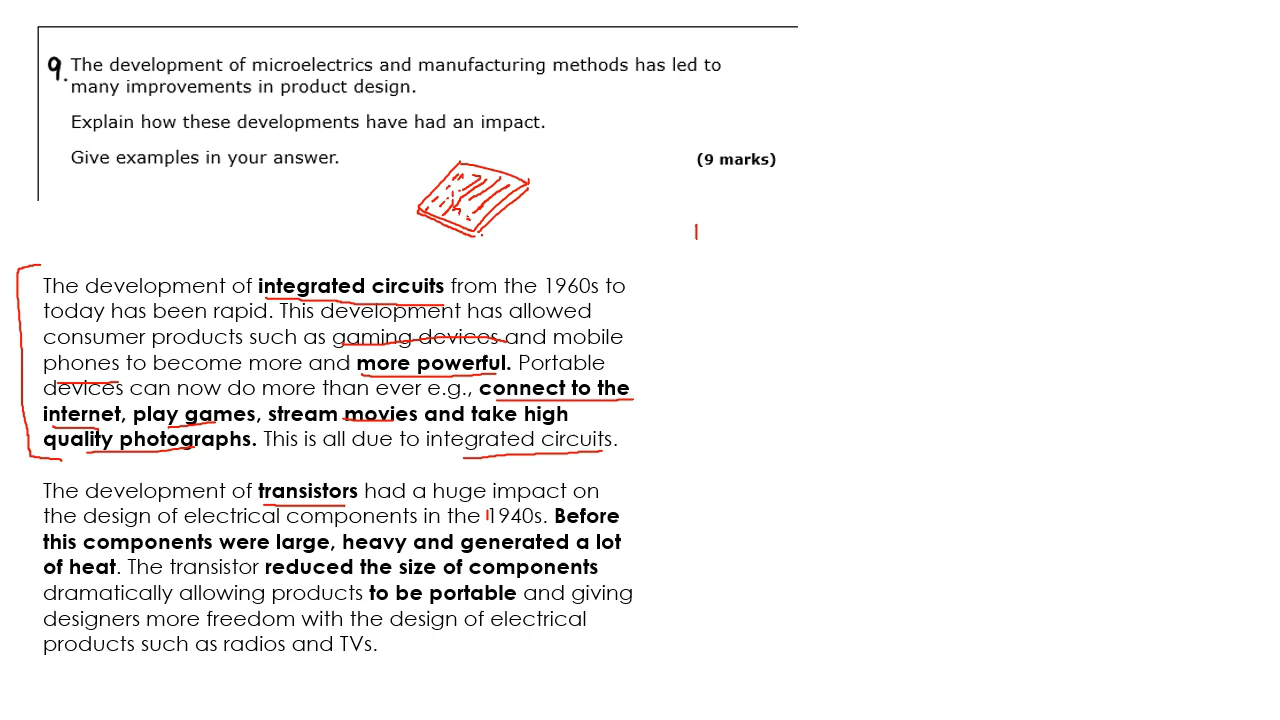 9. The development of microelectrics and manufacturing methods has led to
many improvements in product design.
Explain how these developments have had an impact.
Give examples in your answer.
(9 marks)
The development of integrated circuits from the 1960s to
today has been rapid. This development has allowed
consumer products such as gaming devices and mobile
phones to become more and more powerful. Portable
devices can now do more than ever e.g., connect to the
internet, play games, stream movies and take high
quality photographs. This is all due to integrated circuits.
The development of transistors had a huge impact on
the design of electrical components in the 1940s. Before
this components were large, heavy and generated a lot
of heat. The transistor reduced the size of components
dramatically allowing products to be portable and giving
designers more freedom with the design of electrical
products such as radios and TVs.